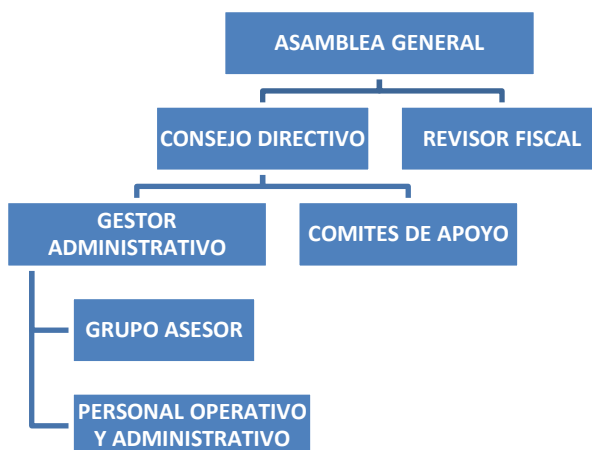 ASAMBLEA GENERAL
CONSEJO DIRECTIVO
REVISOR FISCAL
GESTOR
ADMINISTRATIVO
COMITES DE APOYO
GRUPO ASESOR
PERSONAL OPERATIVO
Y ADMINISTRATIVO